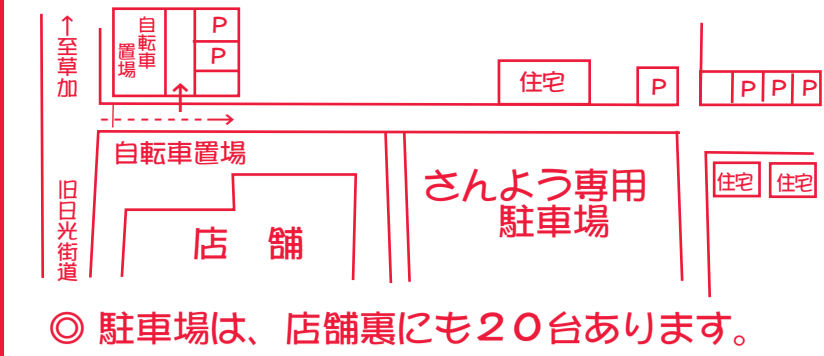 ↑至草加
自転車
置場
P
P
住宅
P
P P P
自転車置場
旧日光街道
店 舗
さんよう専用
駐車場
住宅
住宅
◎ 駐車場は、店舗裏にも２０台あります。